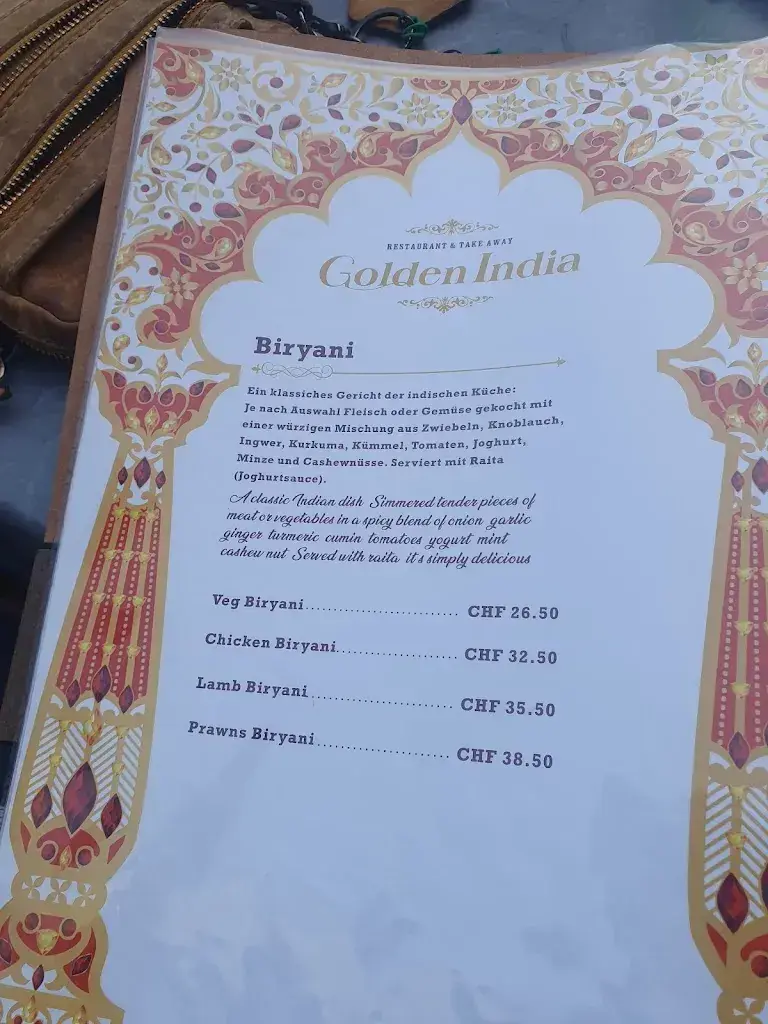 RESTAURANT & TAKE AWAY
Golden India
Biryani
Ein klassiches Gericht der indischen Küche:
Je nach Auswahl Fleisch oder Gemüse gekocht mit
einer würzigen Mischung aus Zwiebeln, Knoblauch,
Ingwer, Kurkuma, Kümmel, Tomaten, Joghurt,
Minze und Cashewnüsse. Serviert mit Raita
(Joghurtsauce).
A classic Indian dish Simmered tender pieces of
meat or vegetables in a spicy blend of onion garlic
ginger turmeric cumin tomatoes yogurt mint
cashew nut Served with raita it's simply delicious
Veg Biryani............................ CHF 26.50
Chicken Biryani..................... CHF 32.50
Lamb Biryani......................... CHF 35.50
Prawns Biryani....................... CHF 38.50